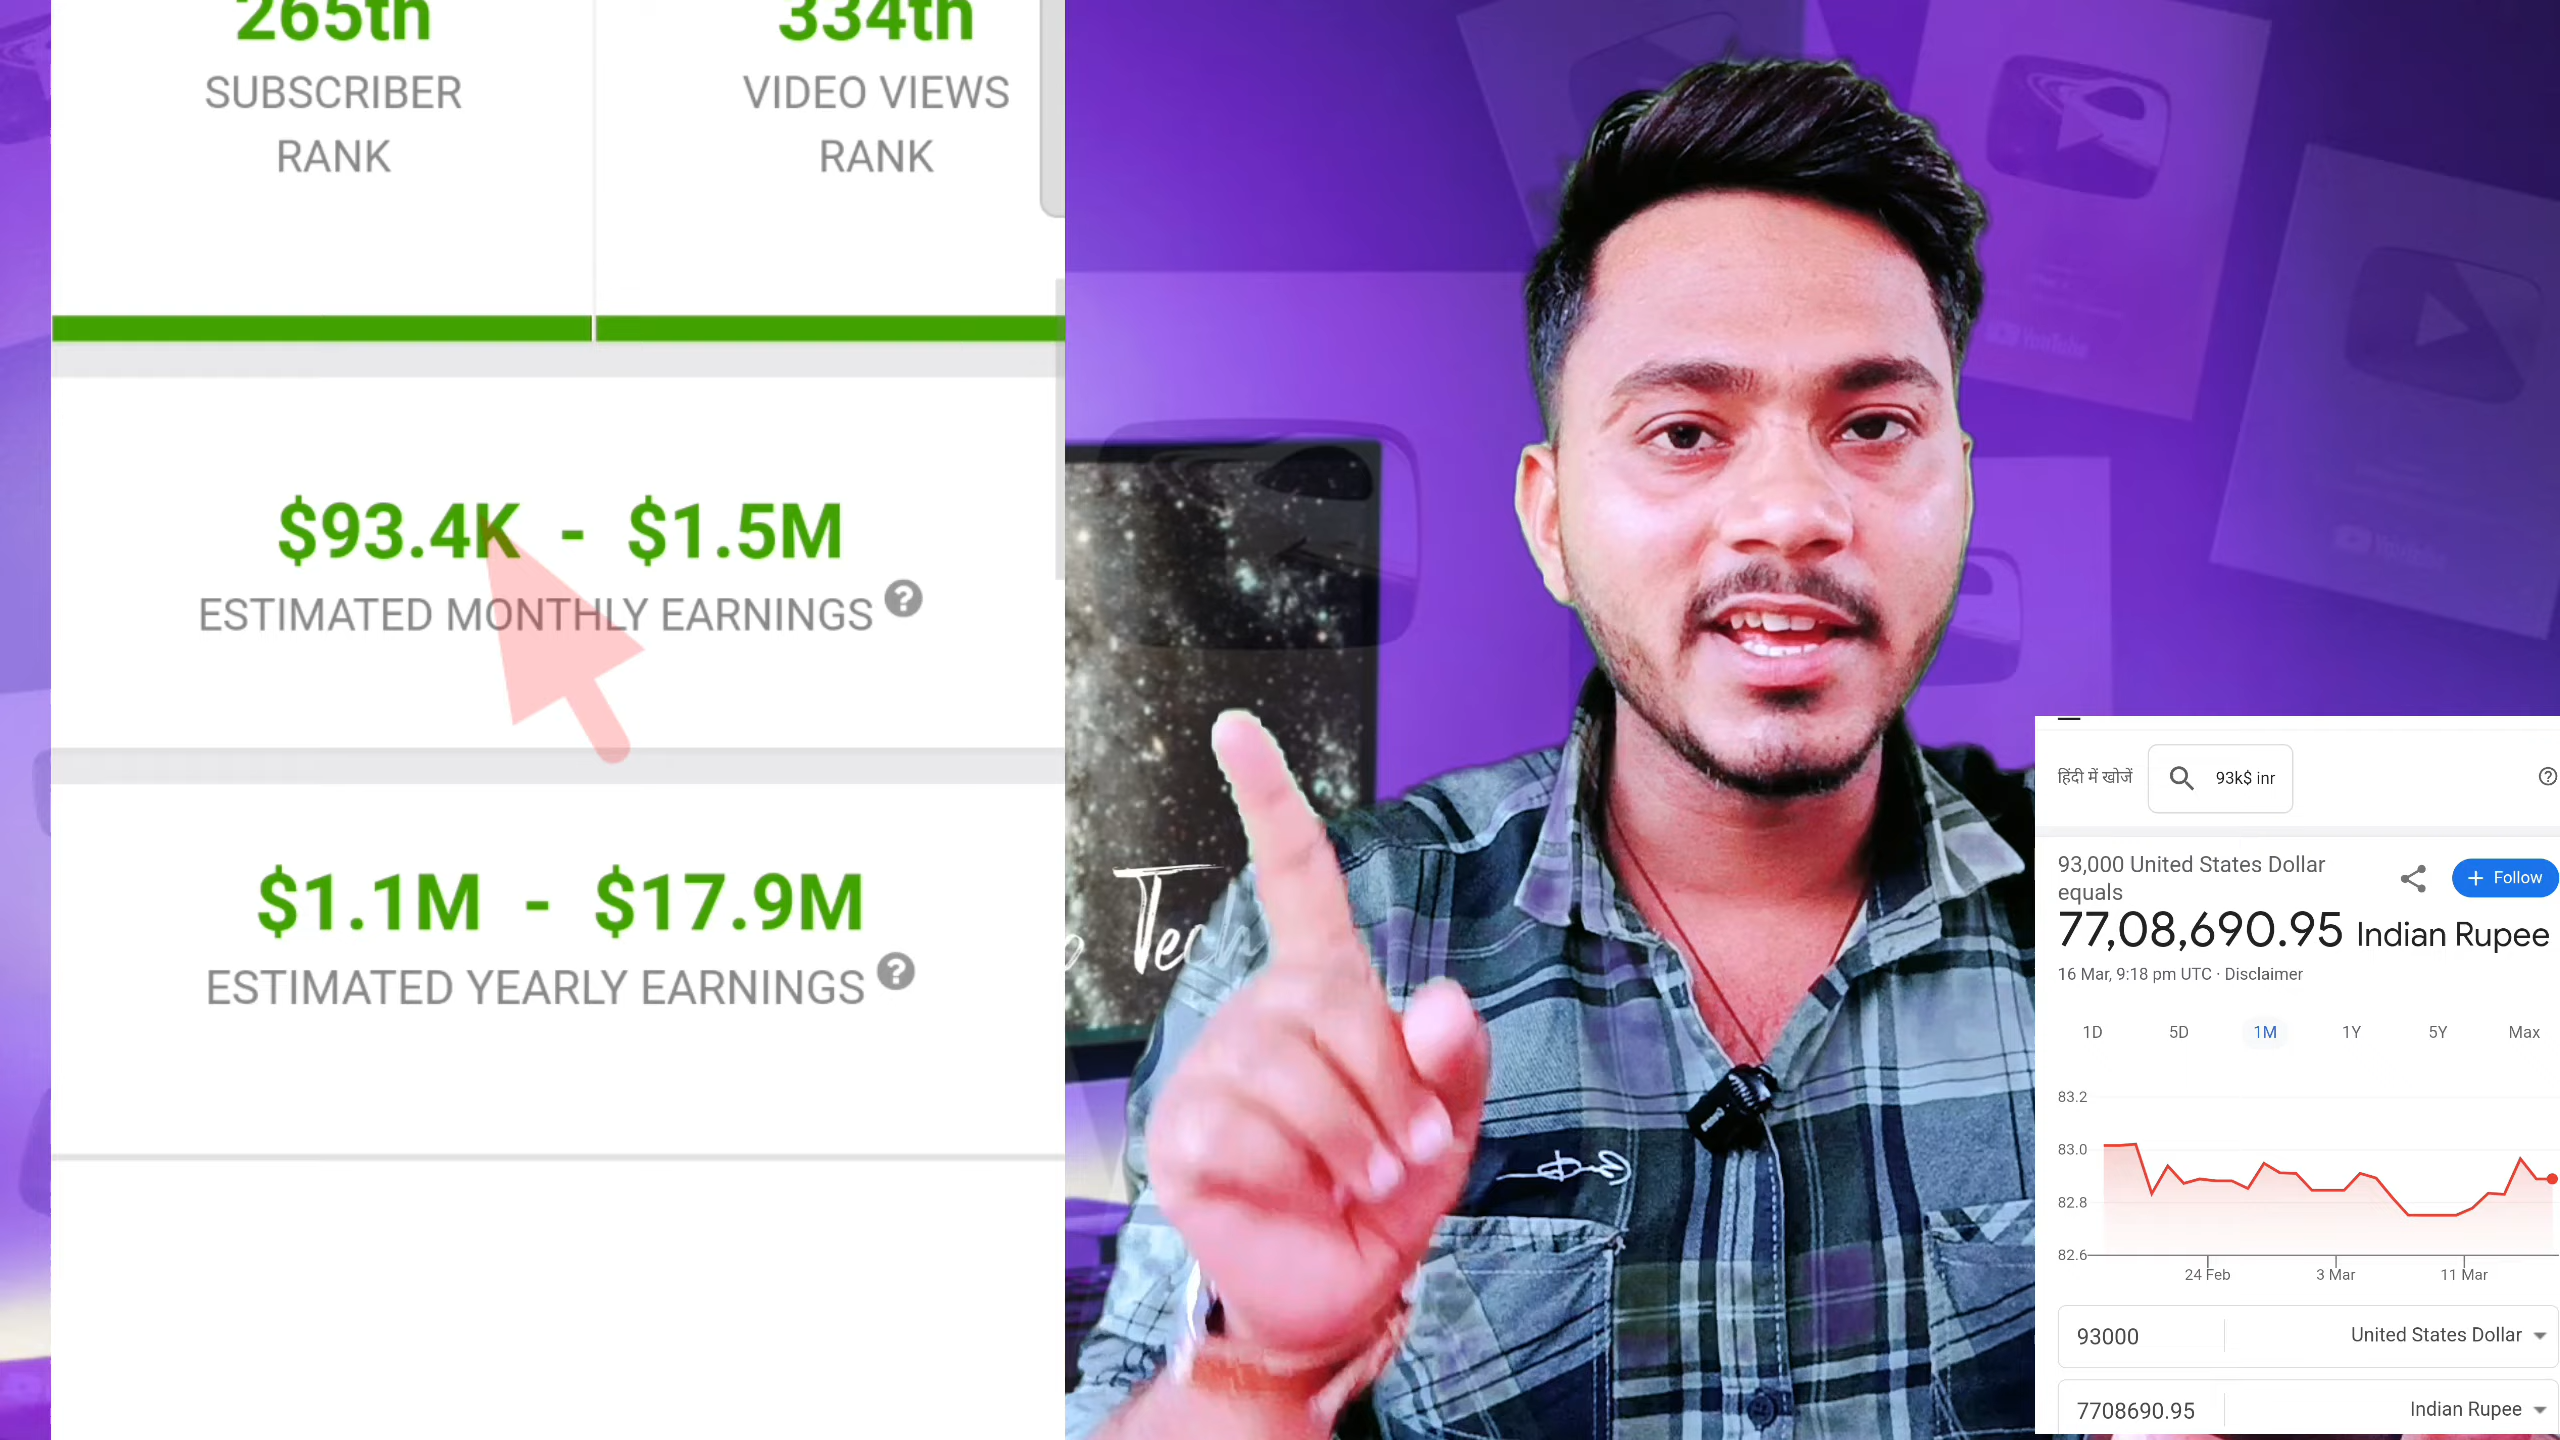 265th
SUBSCRIBER
RANK
334th
VIDEO VIEWS
RANK
$93.4K - $1.5M
ESTIMATED MONTHLY EARNINGS ?
$1.1M - $17.9M
ESTIMATED YEARLY EARNINGS ?
Tech
YouTube
हिंदी में खोजें
93k$ inr
93,000 United States Dollar
equals
+ Follow
77,08,690.95 Indian Rupee
16 Mar, 9:18 pm UTC · Disclaimer
1D 5D 1M 1Y 5Y Max
83.2
83.0
82.8
82.6
24 Feb 3 Mar 11 Mar
93000 United States Dollar
7708690.95 Indian Rupee